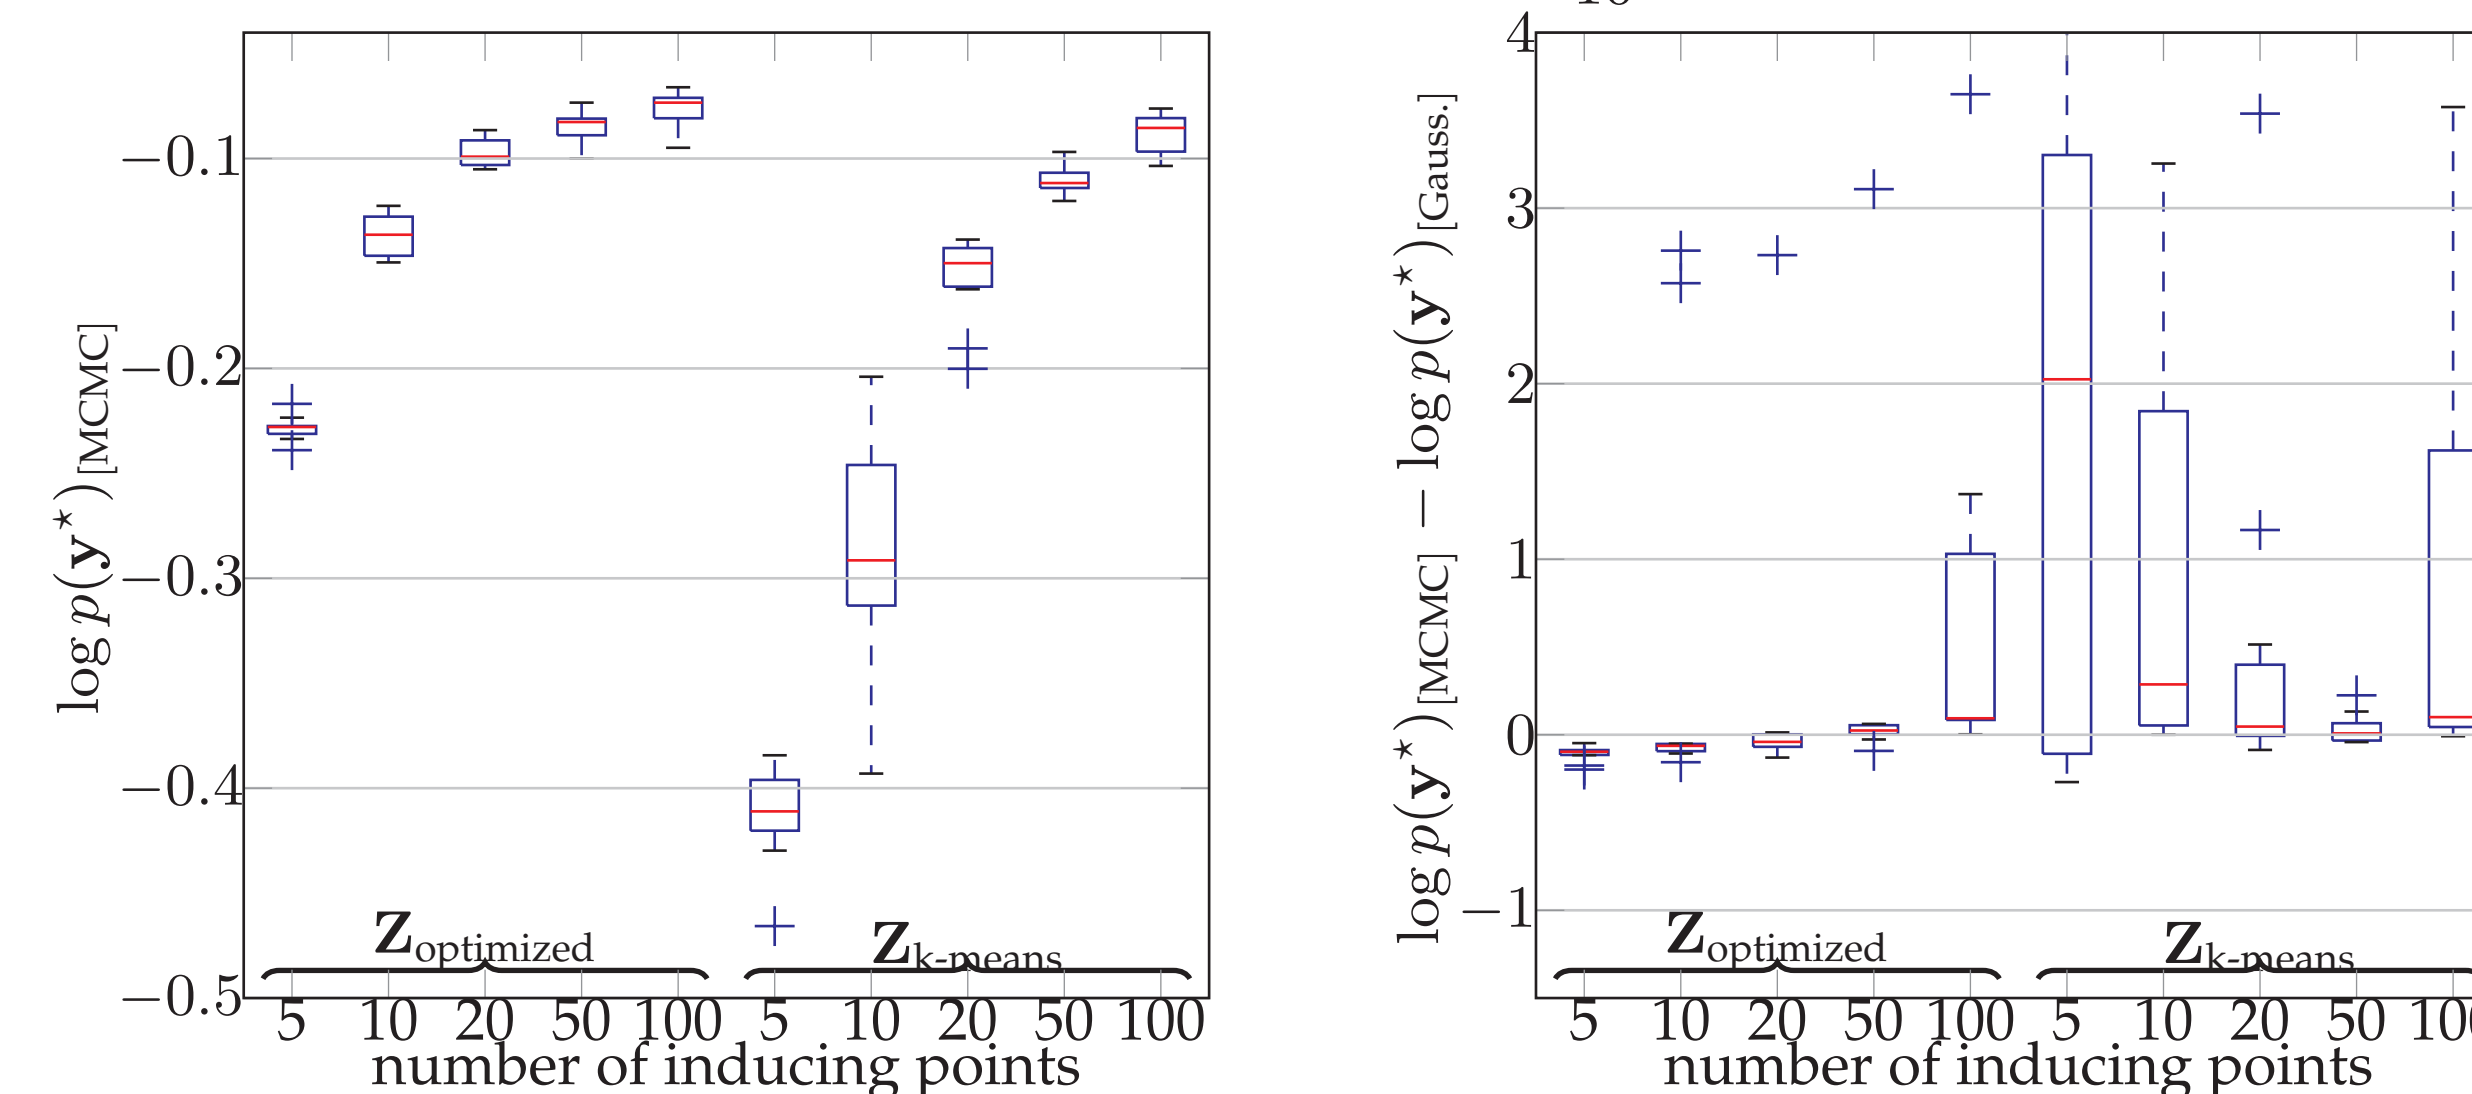 log p(y⋆)[MCMC]
−0.1
−0.2
−0.3
−0.4
−0.5
Zoptimized
Zk-means
5 10 20 50 100 5 10 20 50 100
number of inducing points
log p(y⋆)[MCMC] − log p(y⋆)[Gauss.]
4
3
2
1
0
−1
Zoptimized
Zk-means
5 10 20 50 100 5 10 20 50
number of inducing points